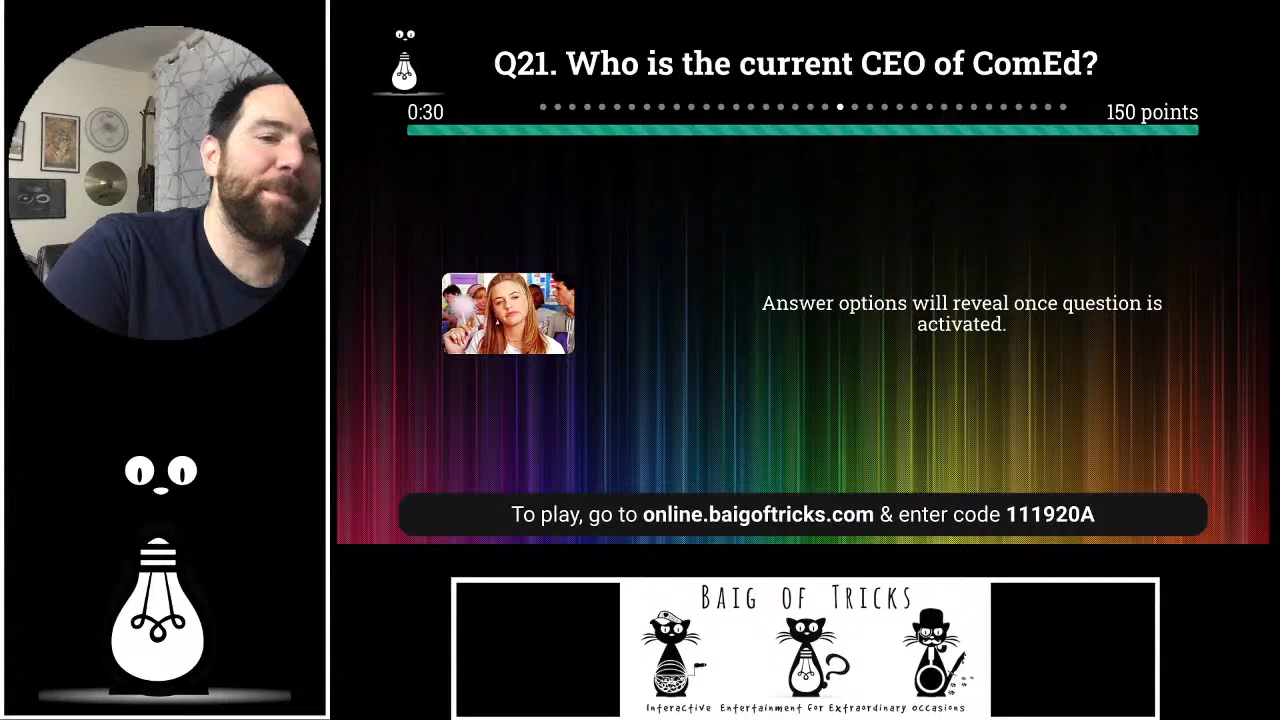 Q21. Who is the current CEO of ComEd?
0:30
150 points
Answer options will reveal once question is
activated.
To play, go to online.baigoftricks.com & enter code 111920A
BAIG OF TRICKS
Interactive Entertainment for Extraordinary occasions